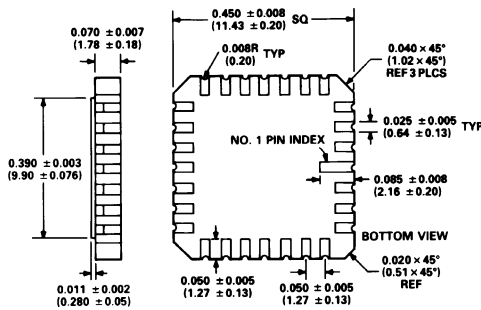 0.450 ± 0.008
(11.43 ± 0.20)
SQ
0.070 ± 0.007
(1.78 ± 0.18)
0.008R
(0.20)
TYP
0.040 × 45°
(1.02 × 45°)
REF 3 PLCS
0.025 ± 0.005
(0.64 ± 0.13)
TYP
NO. 1 PIN INDEX
0.390 ± 0.003
(9.90 ± 0.076)
0.085 ± 0.008
(2.16 ± 0.20)
BOTTOM VIEW
0.020 × 45°
(0.51 × 45°)
REF
0.011 ± 0.002
(0.280 ± 0.05)
0.050 ± 0.005
(1.27 ± 0.13)
0.050 ± 0.005
(1.27 ± 0.13)